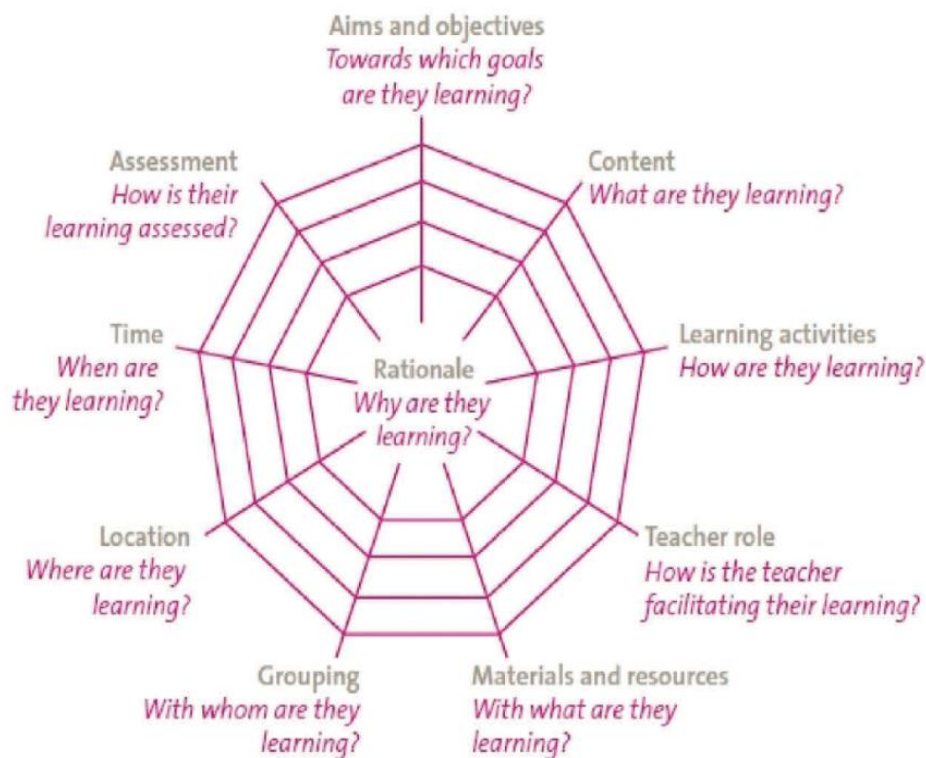 Aims and objectives
Towards which goals
are they learning?
Assessment
How is their
learning assessed?
Content
What are they learning?
Time
When are
they learning?
Rationale
Why are they
learning?
Learning activities
How are they learning?
Location
Where are they
learning?
Teacher role
How is the teacher
facilitating their learning?
Grouping
With whom are they
learning?
Materials and resources
With what are they
learning?